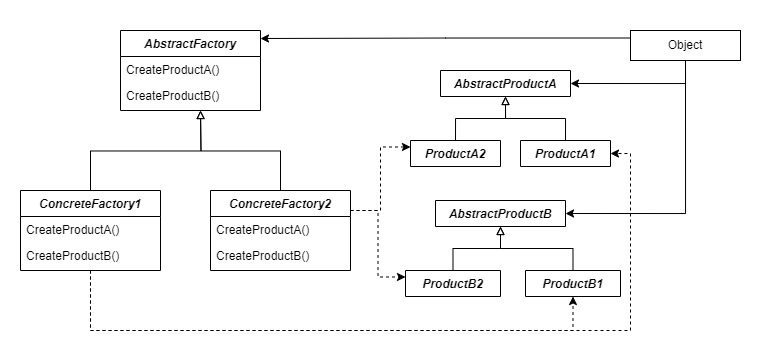 AbstractFactory
CreateProductA()
CreateProductB()
Object
AbstractProductA
ProductA2
ProductA1
ConcreteFactory1
CreateProductA()
CreateProductB()
ConcreteFactory2
CreateProductA()
CreateProductB()
AbstractProductB
ProductB2
ProductB1